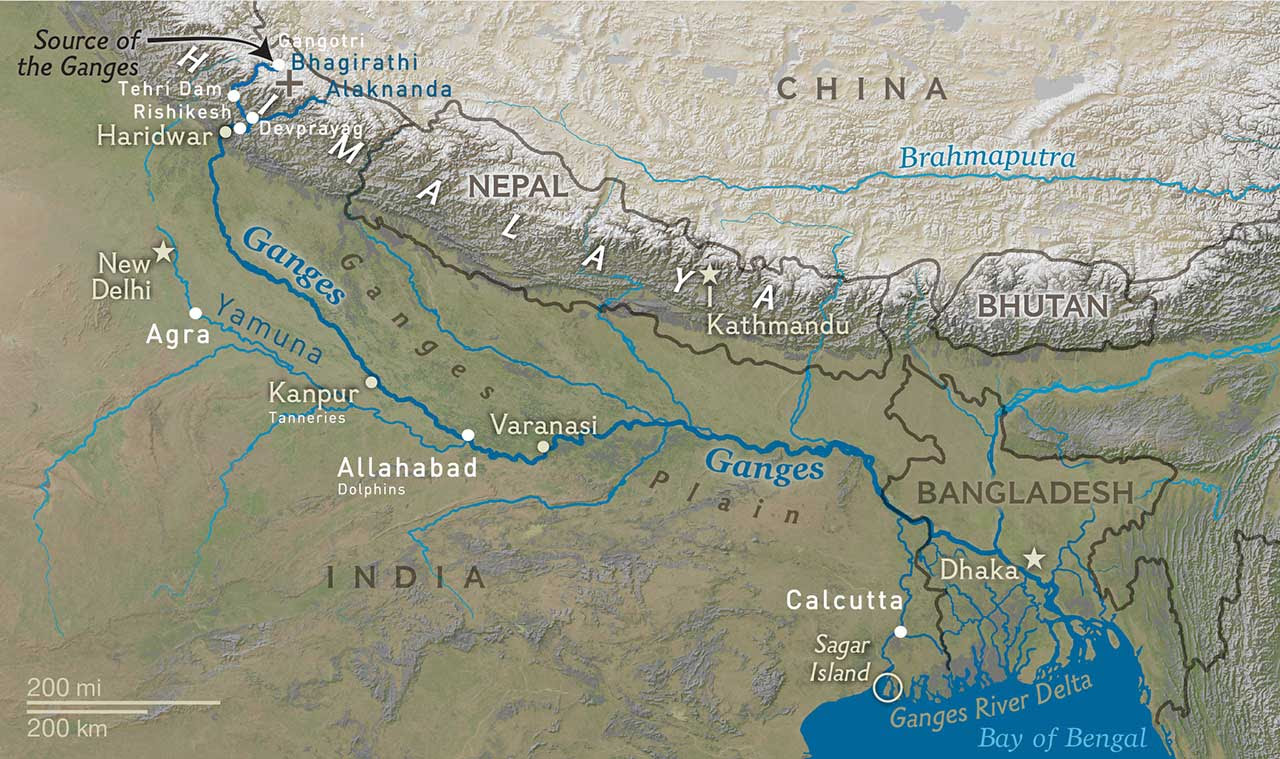 Source of
the Ganges
Gangotri
Bhagirathi
Alaknanda
Tehri Dam
Rishikesh
Devprayag
Haridwar
HIMALAYA
CHINA
Brahmaputra
NEPAL
Kathmandu
BHUTAN
New
Delhi
Agra
Yamuna
Ganges
Ganges
Plain
Kanpur
Tanneries
Varanasi
Allahabad
Dolphins
Ganges
BANGLADESH
INDIA
Dhaka
Calcutta
Sagar
Island
Ganges River Delta
Bay of Bengal
200 mi
200 km